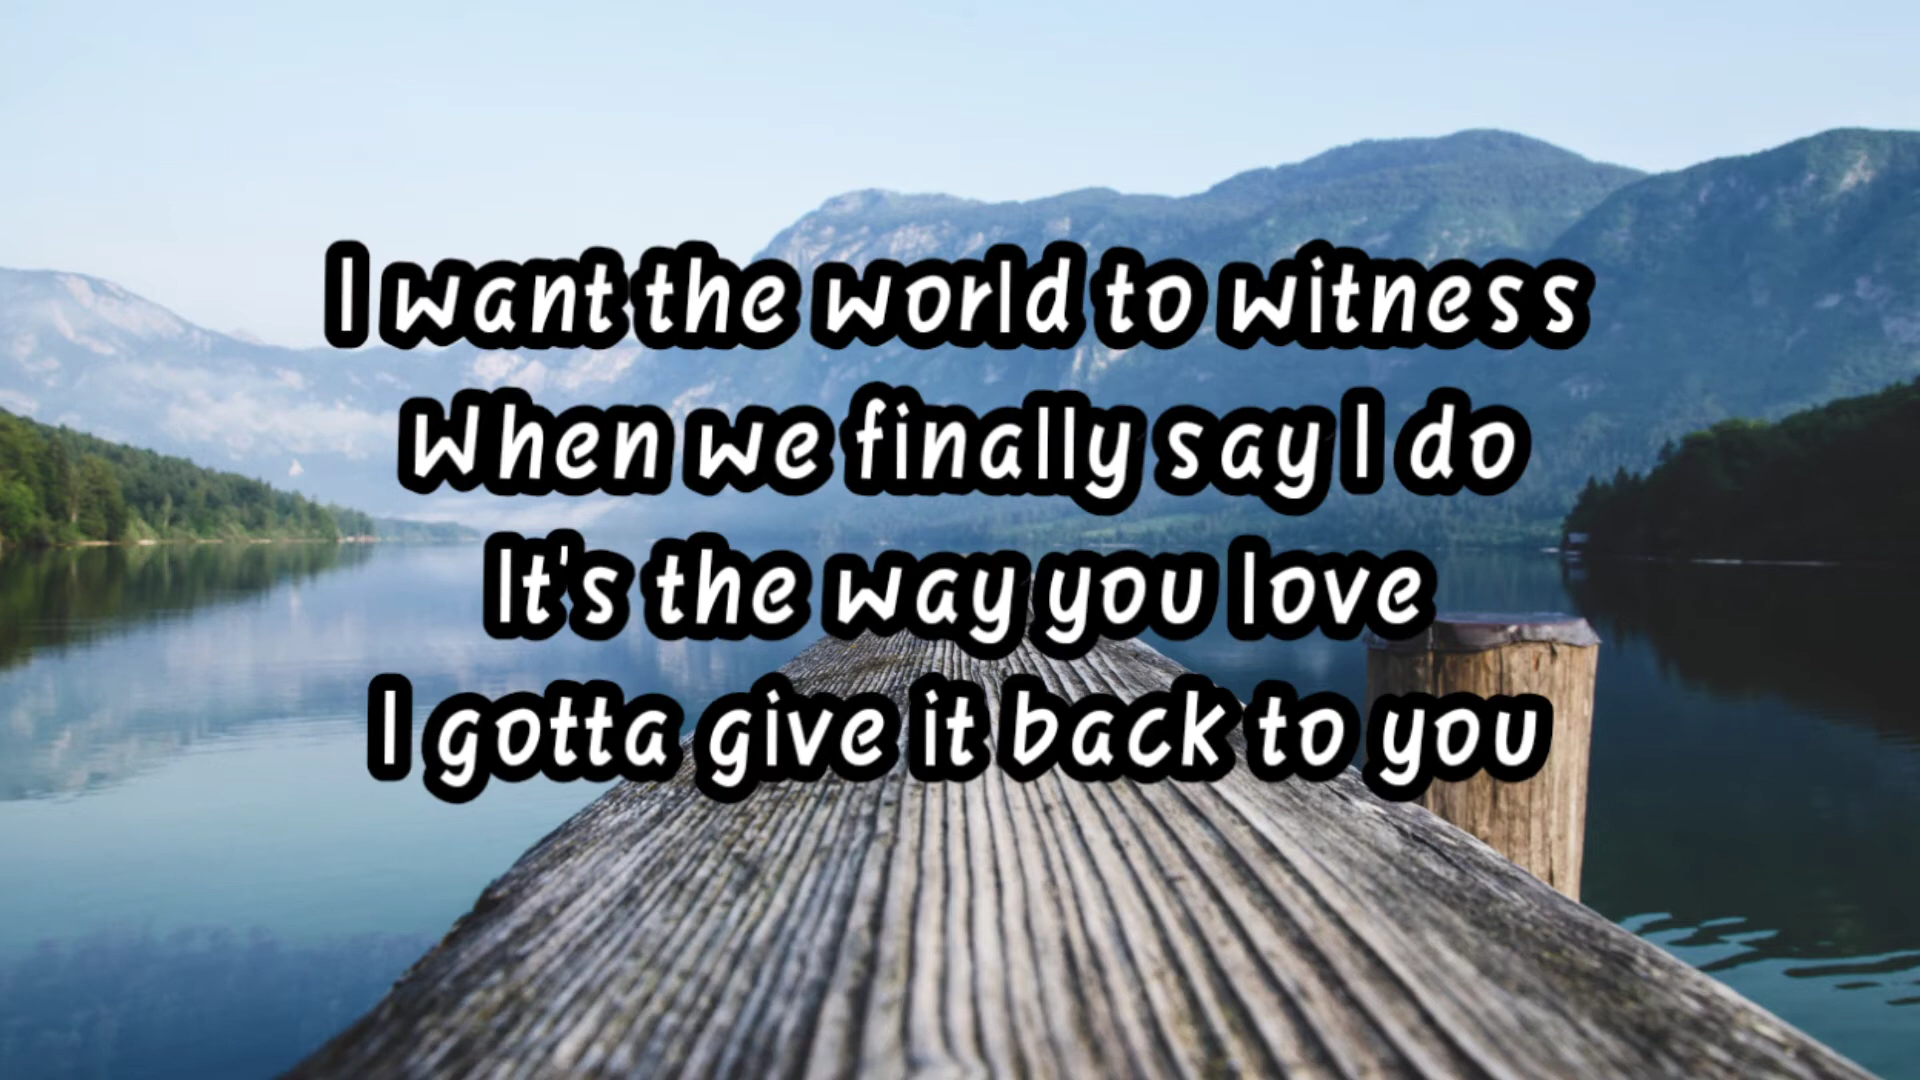 I want the world to witness
When we finally say I do
It's the way you love
I gotta give it back to you